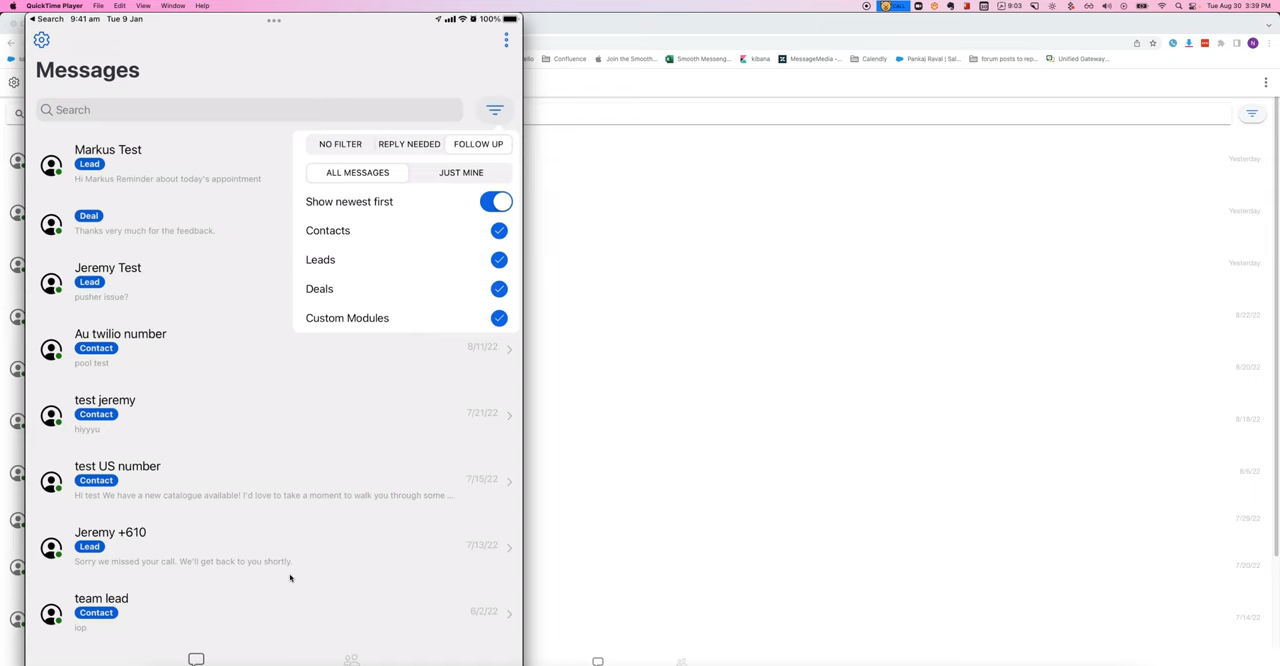 QuickTime Player File Edit View Window Help
CALL 9:03 Tue Aug 30 3:39 PM
Search 9:41 am Tue 9 Jan 100%
Confluence Join the Smooth... Smooth Messeng... kibana MessageMedia -... Calendly Pankaj Raval | Sal... forum posts to rep... Unified Gateway...
Messages
Search
NO FILTER REPLY NEEDED FOLLOW UP
ALL MESSAGES JUST MINE
Show newest first
Contacts
Leads
Deals
Custom Modules
Markus Test
Lead
Hi Markus Reminder about today's appointment
Deal
Thanks very much for the feedback.
Jeremy Test
Lead
pusher issue?
Au twilio number
Contact
pool test
8/11/22
test jeremy
Contact
hiyyyu
7/21/22
test US number
Contact
Hi test We have a new catalogue available! I'd love to take a moment to walk you through some ...
7/15/22
Jeremy +610
Lead
Sorry we missed your call. We'll get back to you shortly.
7/13/22
team lead
Contact
iop
6/2/22
Yesterday
Yesterday
Yesterday
8/22/22
8/20/22
8/18/22
8/6/22
7/29/22
7/20/22
7/14/22